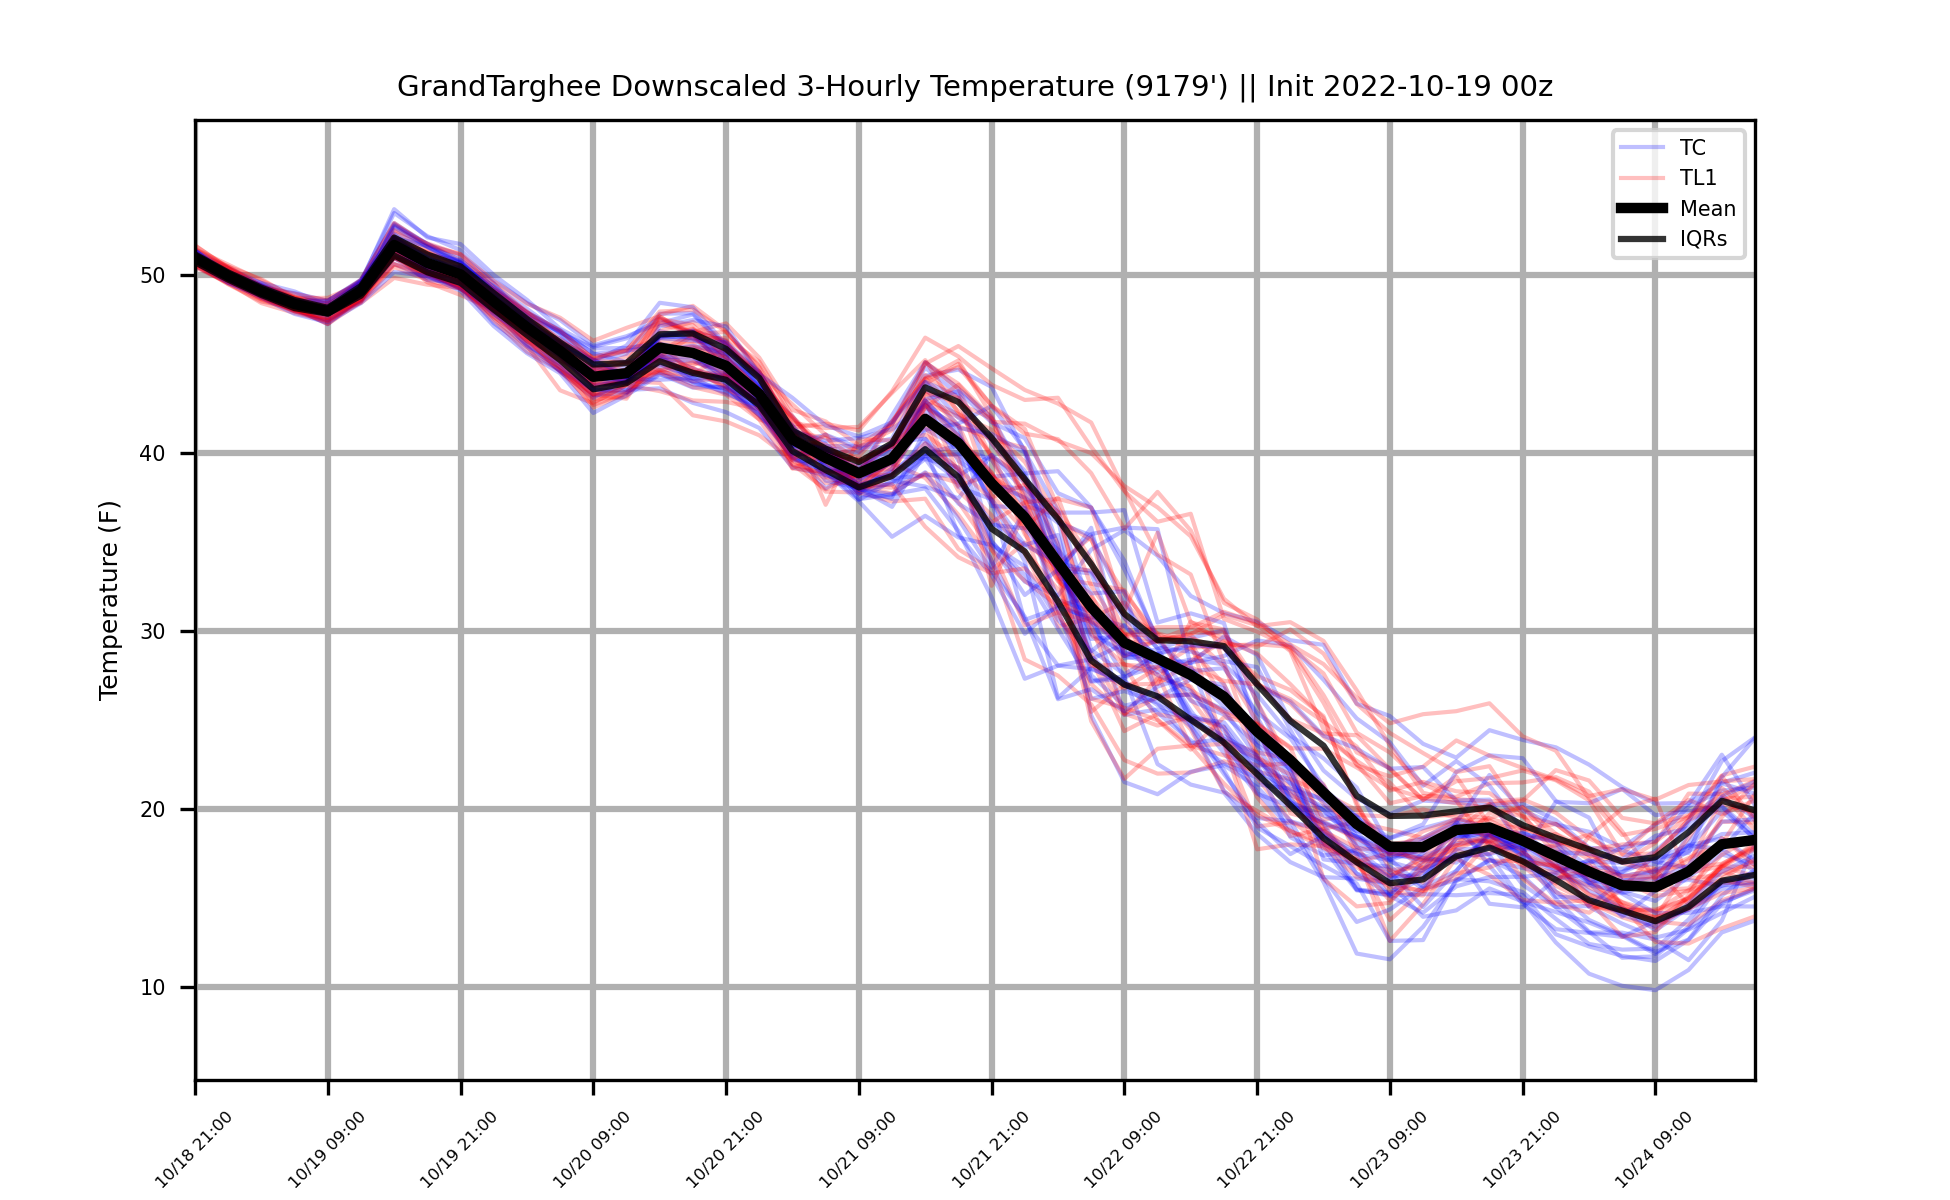 GrandTarghee Downscaled 3-Hourly Temperature (9179') || Init 2022-10-19 00z
TC
TL1
Mean
IQRs
Temperature (F)
50
40
30
20
10
10/18 21:00
10/19 09:00
10/19 21:00
10/20 09:00
10/20 21:00
10/21 09:00
10/21 21:00
10/22 09:00
10/22 21:00
10/23 09:00
10/23 21:00
10/24 09:00